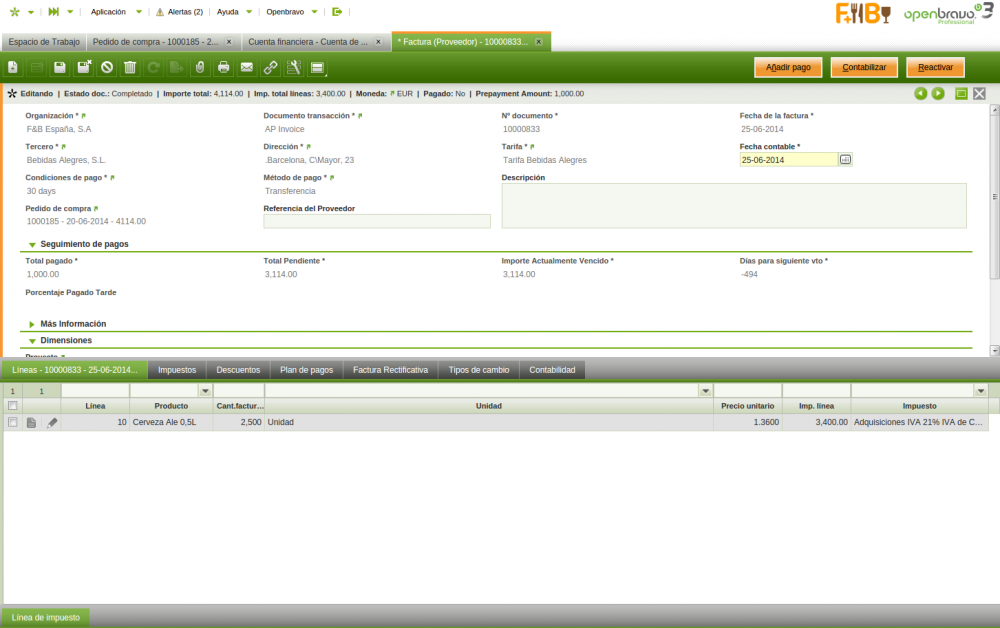 Aplicación Alertas (2) Ayuda Openbravo
F&BB openbravo 3 Professional
Espacio de Trabajo Pedido de compra - 1000185 - 2... × Cuenta financiera - Cuenta de ... × * Factura (Proveedor) - 10000833... ×
Añadir pago Contabilizar Reactivar
Editando | Estado doc.: Completado | Importe total: 4,114.00 | Imp. total líneas: 3,400.00 | Moneda: EUR | Pagado: No | Prepayment Amount: 1,000.00
Organización * Documento transacción * Nº documento * Fecha de la factura *
F&B España, S.A AP Invoice 10000833 25-06-2014
Tercero * Dirección * Tarifa * Fecha contable *
Bebidas Alegres, S.L. .Barcelona, C\Mayor, 23 Tarifa Bebidas Alegres 25-06-2014
Condiciones de pago * Método de pago * Descripción
30 days Transferencia
Pedido de compra Referencia del Proveedor
1000185 - 20-06-2014 - 4114.00
Seguimiento de pagos
Total pagado * Total Pendiente * Importe Actualmente Vencido * Días para siguiente vto *
1,000.00 3,114.00 3,114.00 -494
Porcentaje Pagado Tarde
Más Información
Dimensiones
Proyecto
Líneas - 10000833 - 25-06-2014... Impuestos Descuentos Plan de pagos Factura Rectificativa Tipos de cambio Contabilidad
1 1
Línea Producto Cant.factur... Unidad Precio unitario Imp. línea Impuesto
10 Cerveza Ale 0,5L 2,500 Unidad 1.3600 3,400.00 Adquisiciones IVA 21% IVA de C...
Línea de impuesto